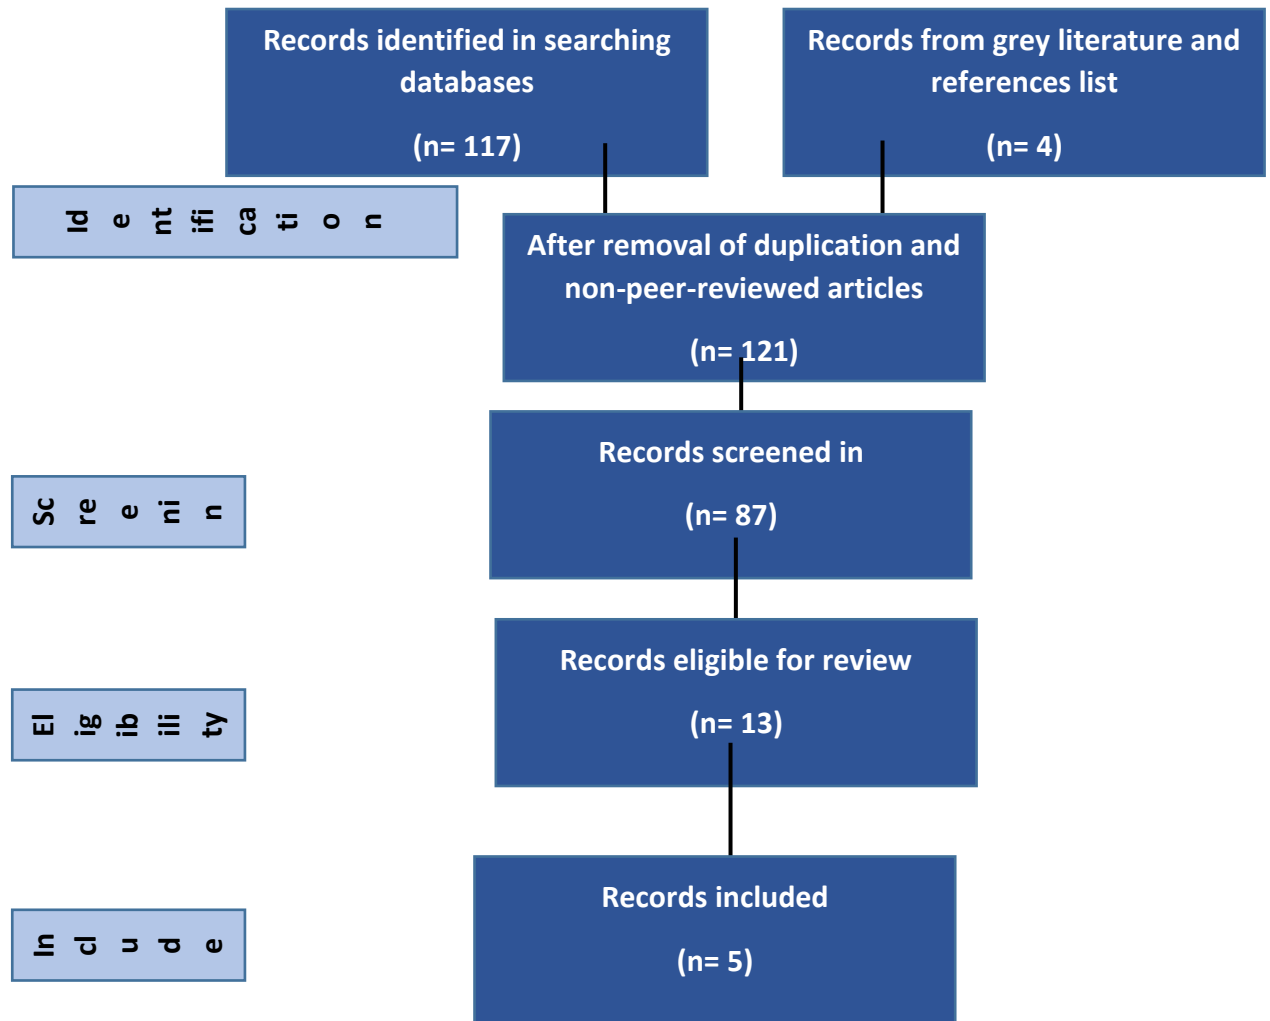 Records identified in searching
databases
(n= 117)
Records from grey literature and
references list
(n= 4)
Id e nt ifi ca ti o n
After removal of duplication and
non-peer-reviewed articles
(n= 121)
Records screened in
(n= 87)
Sc re e ni n
Records eligible for review
(n= 13)
El ig ib ili ty
Records included
(n= 5)
In cl u d e